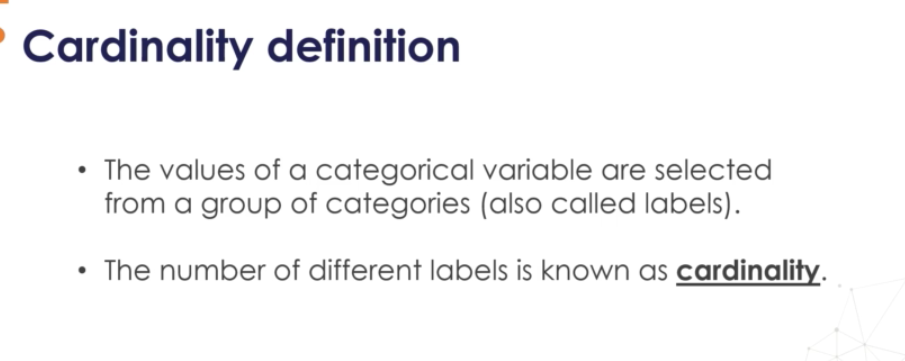 Cardinality definition
• The values of a categorical variable are selected
from a group of categories (also called labels).
• The number of different labels is known as cardinality.